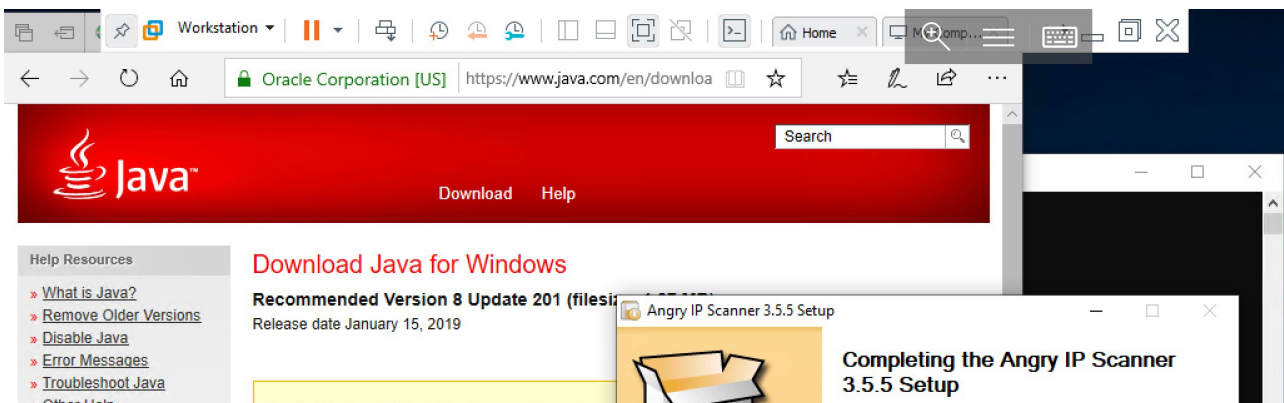 Workstation
Home
Oracle Corporation [US] https://www.java.com/en/downloa
Java™
Search
Download Help
Help Resources
» What is Java?
» Remove Older Versions
» Disable Java
» Error Messages
» Troubleshoot Java
Download Java for Windows
Recommended Version 8 Update 201
Release date January 15, 2019
Angry IP Scanner 3.5.5 Setup
Completing the Angry IP Scanner
3.5.5 Setup